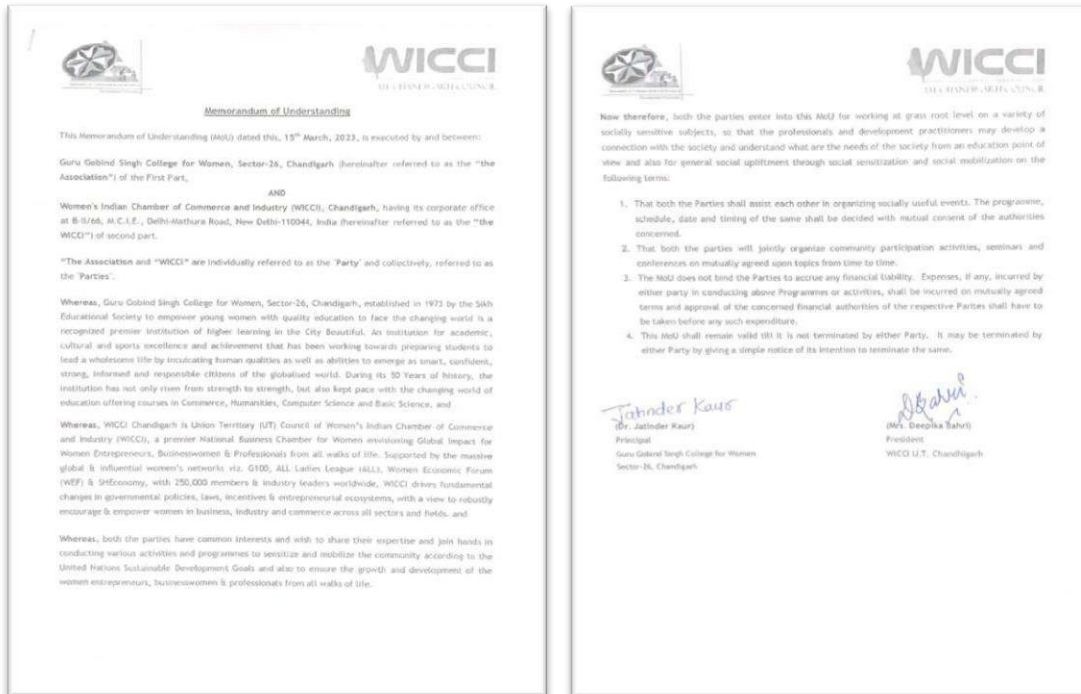 WICCI
Memorandum of Understanding
This Memorandum of Understanding (MoU) dated this, 15th March, 2023, is executed by and between:
Guru Gobind Singh College for Women, Sector-26, Chandigarh (hereinafter referred to as the "the
Association") of the First Part,
AND
Women's Indian Chamber of Commerce and Industry (WICCI), Chandigarh, having its corporate office
at B-II/66, M.C.I.E., Delhi-Mathura Road, New Delhi-110044, India (hereinafter referred to as the "the
WICCI") of second part.
"The Association and "WICCI" are individually referred to as the 'Party' and collectively, referred to as
the 'Parties'.
Whereas, Guru Gobind Singh College for Women, Sector-26, Chandigarh, established in 1973 by the Sikh
Educational Society to empower young women with quality education to face the changing world is a
recognized premier institution of higher learning in the City Beautiful. An institution for academic,
cultural and sports excellence and achievement that has been working towards preparing students to
lead a wholesome life by inculcating human qualities as well as abilities to emerge as smart, confident,
strong, informed and responsible citizens of the globalised world. During its 50 Years of history, the
institution has not only risen from strength to strength, but also kept pace with the changing world of
education offering courses in Commerce, Humanities, Computer Science and Basic Science, and
Whereas, WICCI Chandigarh is Union Territory (UT) Council of Women's Indian Chamber of Commerce
and Industry (WICCI), a premier National Business Chamber for Women envisioning Global Impact for
Women Entrepreneurs, Businesswomen & Professionals from all walks of life. Supported by the massive
global & influential women's networks viz. G100, ALL Ladies League (ALL), Women Economic Forum
(WEF) & SHEconomy, with 250,000 members & industry leaders worldwide, WICCI drives fundamental
changes in governmental policies, laws, incentives & entrepreneurial ecosystems, with a view to robustly
encourage & empower women in business, industry and commerce across all sectors and fields. and
Whereas, both the parties have common interests and wish to share their expertise and join hands in
conducting various activities and programmes to sensitize and mobilize the community according to the
United Nations Sustainable Development Goals and also to ensure the growth and development of the
women entrepreneurs, businesswomen & professionals from all walks of life.
WICCI
Now therefore, both the parties enter into this MoU for working at grass root level on a variety of
socially sensitive subjects, so that the professionals and development practitioners may develop a
connection with the society and understand what are the needs of the society from an education point of
view and also for general social upliftment through social sensitization and social mobilization on the
following terms:
1. That both the Parties shall assist each other in organizing socially useful events. The programme,
schedule, date and timing of the same shall be decided with mutual consent of the authorities
concerned.
2. That both the parties will jointly organize community participation activities, seminars and
conferences on mutually agreed upon topics from time to time.
3. The MoU does not bind the Parties to accrue any financial liability. Expenses, if any, incurred by
either party in conducting above Programmes or activities, shall be incurred on mutually agreed
terms and approval of the concerned financial authorities of the respective Parites shall have to
be taken before any such expenditure.
4. This MoU shall remain valid till it is not terminated by either Party. It may be terminated by
either Party by giving a simple notice of its intention to terminate the same.
Jatinder Kaur
(Dr. Jatinder Kaur)
Principal
Guru Gobind Singh College for Women
Sector-26, Chandigarh
(Mrs. Deepika Bahri)
President
WICCI U.T. Chandhigarh